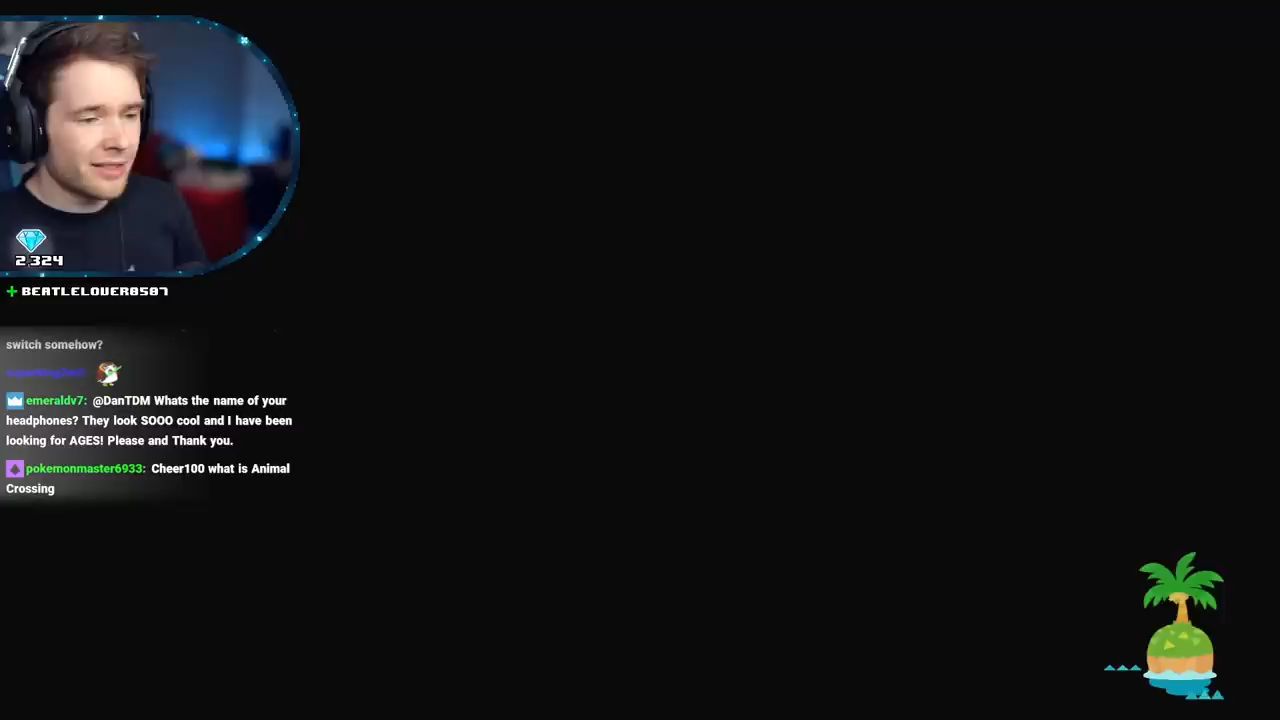 2,324
+ BEATLELOVER8587
switch somehow?
emeraldv7: @DanTDM Whats the name of your
headphones? They look SOOO cool and I have been
looking for AGES! Please and Thank you.
pokemonmaster6933: Cheer100 what is Animal
Crossing